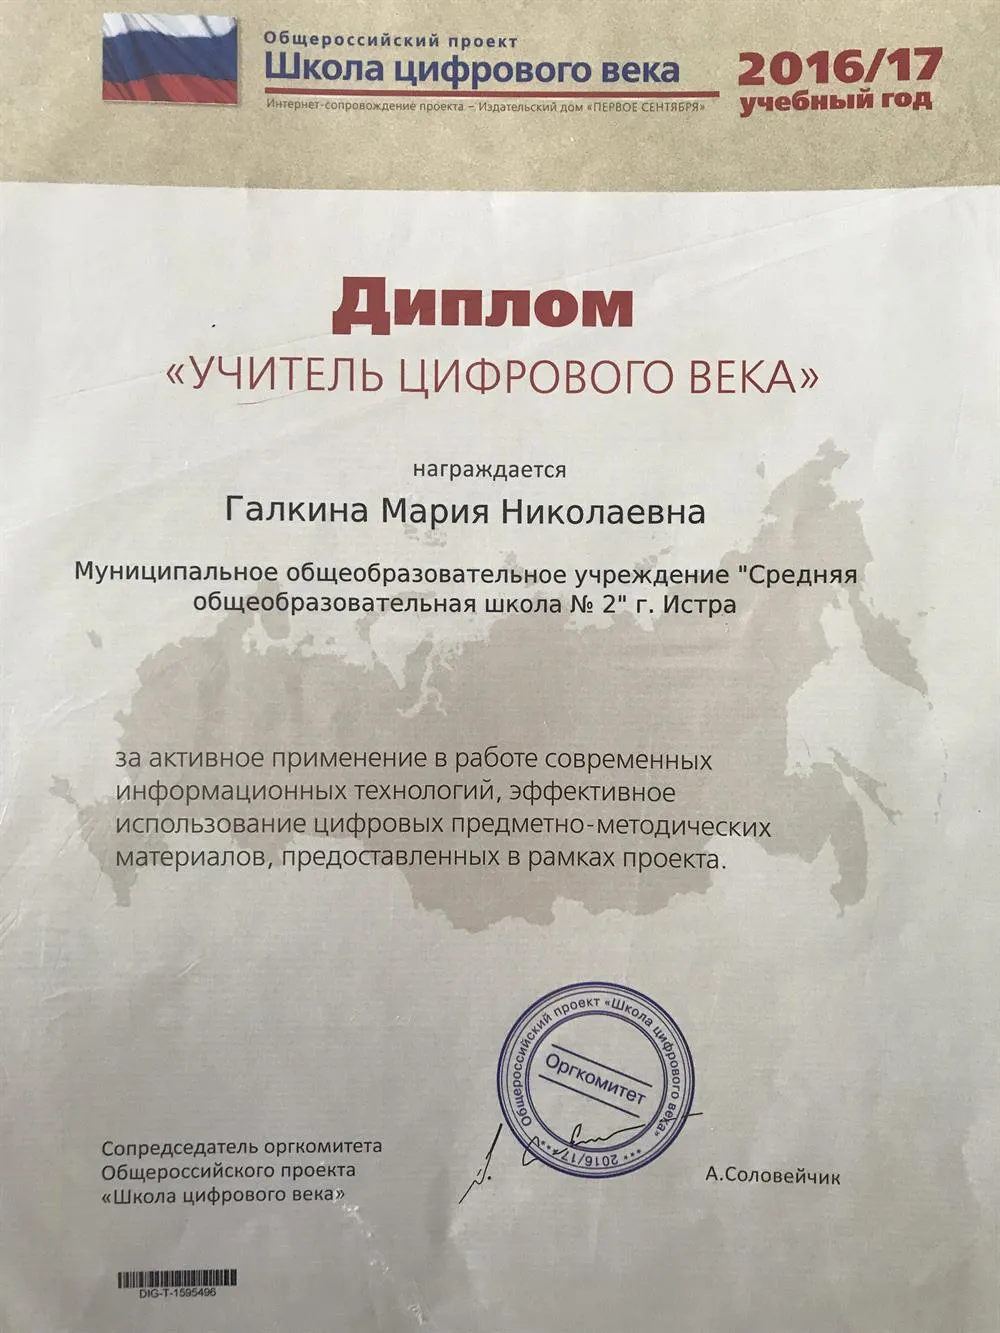 Общероссийский проект
Школа цифрового века
Интернет-сопровождение проекта – Издательский дом «ПЕРВОЕ СЕНТЯБРЯ»
2016/17
учебный год
Диплом
«УЧИТЕЛЬ ЦИФРОВОГО ВЕКА»
награждается
Галкина Мария Николаевна
Муниципальное общеобразовательное учреждение "Средняя
общеобразовательная школа № 2" г. Истра
за активное применение в работе современных
информационных технологий, эффективное
использование цифровых предметно-методических
материалов, предоставленных в рамках проекта.
Общероссийский проект «Школа цифрового века»
*** 2016/17 ***
Оргкомитет
Сопредседатель оргкомитета
Общероссийского проекта
«Школа цифрового века»
А.Соловейчик
DIG-T-1595496